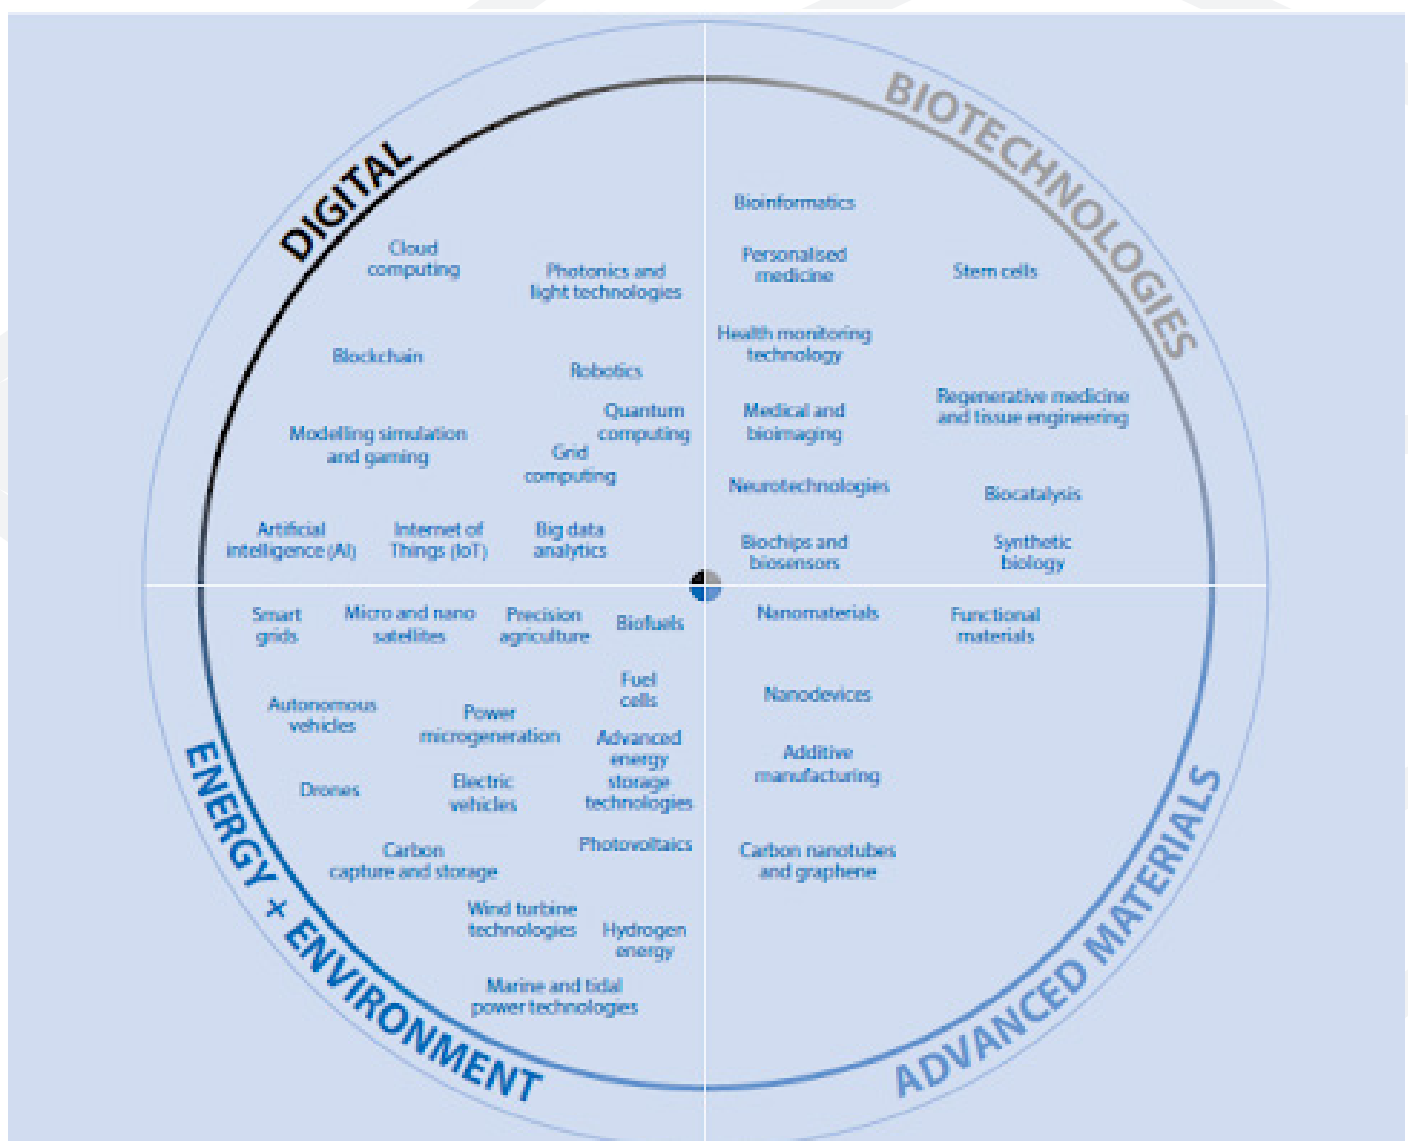 DIGITAL
Cloud
computing
Photonics and
light technologies
Blockchain
Robotics
Quantum
computing
Modelling simulation
and gaming
Grid
computing
Artificial
intelligence (AI)
Internet of
Things (IoT)
Big data
analytics
BIOTECHNOLOGIES
Bioinformatics
Personalised
medicine
Stem cells
Health monitoring
technology
Regenerative medicine
and tissue engineering
Medical and
bioimaging
Neurotechnologies
Biocatalysis
Biochips and
biosensors
Synthetic
biology
ENERGY + ENVIRONMENT
Smart
grids
Micro and nano
satellites
Precision
agriculture
Biofuels
Fuel
cells
Autonomous
vehicles
Power
microgeneration
Advanced
energy
storage
technologies
Drones
Electric
vehicles
Carbon
capture and storage
Photovoltaics
Wind turbine
technologies
Hydrogen
energy
Marine and tidal
power technologies
ADVANCED MATERIALS
Nanomaterials
Functional
materials
Nanodevices
Additive
manufacturing
Carbon nanotubes
and graphene